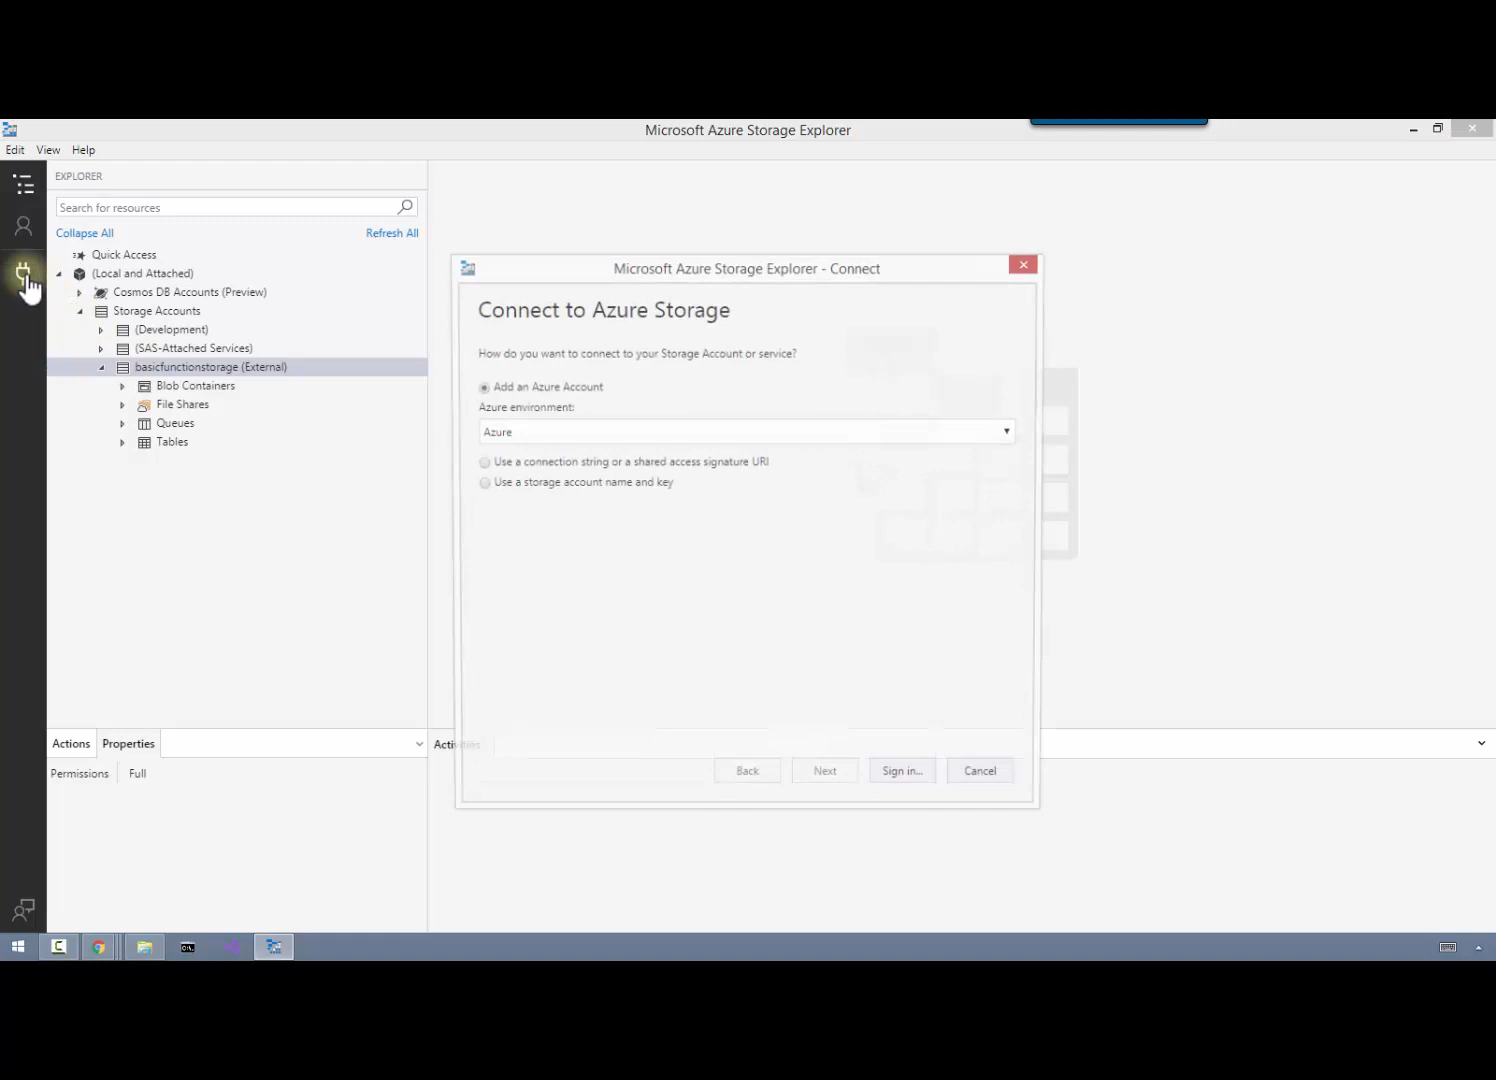 Microsoft Azure Storage Explorer
Edit View Help
EXPLORER
Search for resources
Collapse All Refresh All
Quick Access
(Local and Attached)
Cosmos DB Accounts (Preview)
Storage Accounts
(Development)
(SAS-Attached Services)
basicfunctionstorage (External)
Blob Containers
File Shares
Queues
Tables
Microsoft Azure Storage Explorer - Connect
Connect to Azure Storage
How do you want to connect to your Storage Account or service?
Add an Azure Account
Azure environment:
Azure
Use a connection string or a shared access signature URI
Use a storage account name and key
Back Next Sign in... Cancel
Actions Properties
Activities
Permissions Full